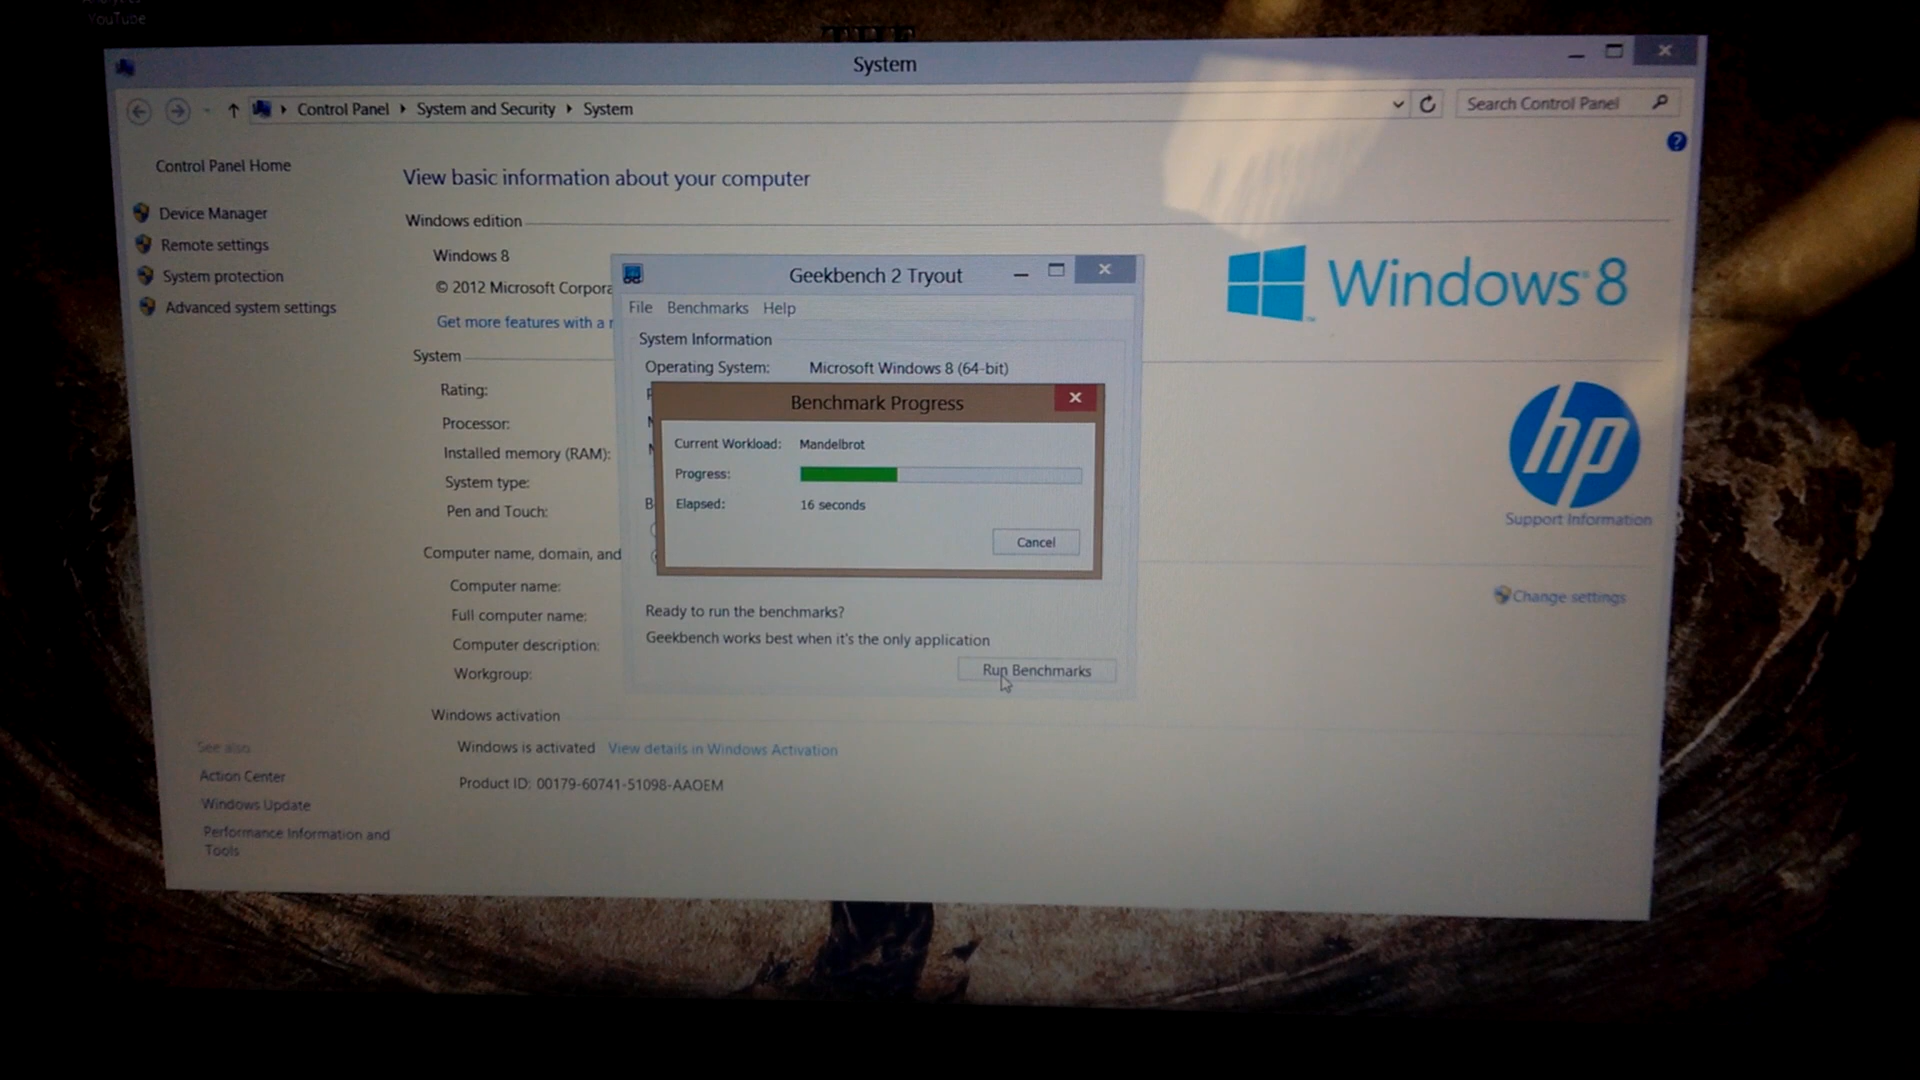 YouTube
THE
System
Control Panel
System and Security
System
Search Control Panel
?
Control Panel Home
Device Manager
Remote settings
System protection
Advanced system settings
View basic information about your computer
Windows edition
Windows 8
© 2012 Microsoft Corpora
Get more features with a
Windows 8
System
Rating:
Processor:
Installed memory (RAM):
System type:
Pen and Touch:
hp
Support Information
Computer name, domain, and
Computer name:
Full computer name:
Computer description:
Workgroup:
Change settings
Windows activation
Windows is activated View details in Windows Activation
Product ID: 00179-60741-51098-AAOEM
See also
Action Center
Windows Update
Performance Information and
Tools
Geekbench 2 Tryout
File Benchmarks Help
System Information
Operating System: Microsoft Windows 8 (64-bit)
Benchmark Progress
Current Workload: Mandelbrot
Progress:
Elapsed: 16 seconds
Cancel
Ready to run the benchmarks?
Geekbench works best when it's the only application
Run Benchmarks